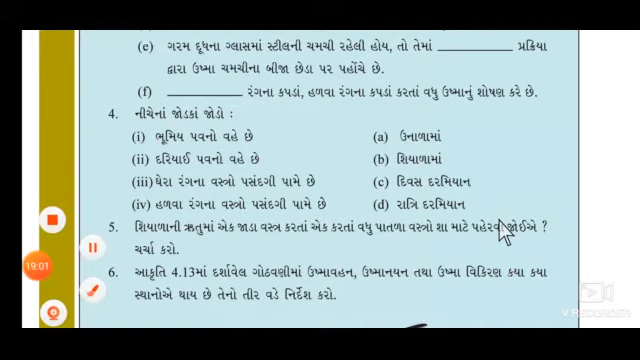 (e) ગરમ દૂધના ગ્લાસમાં સ્ટીલની ચમચી રહેલી હોય, તો તેમાં ____________ પ્રક્રિયા
દ્વારા ઉષ્મા ચમચીના બીજા છેડા પર પહોંચે છે.
(f) ____________ રંગના કપડાં, હળવા રંગના કપડાં કરતાં વધુ ઉષ્માનું શોષણ કરે છે.
4. નીચેનાં જોડકાં જોડો :
(i) ભૂમિય પવનો વહે છે (a) ઉનાળામાં
(ii) દરિયાઈ પવનો વહે છે (b) શિયાળામાં
(iii) ઘેરા રંગના વસ્ત્રો પસંદગી પામે છે (c) દિવસ દરમિયાન
(iv) હળવા રંગના વસ્ત્રો પસંદગી પામે છે (d) રાત્રિ દરમિયાન
5. શિયાળાની ઋતુમાં એક જાડા વસ્ત્ર કરતાં એક કરતાં વધુ પાતળા વસ્ત્રો શા માટે પહેરવા જોઈએ ?
ચર્ચા કરો.
6. આકૃતિ 4.13માં દર્શાવેલ ગોઠવણીમાં ઉષ્માવહન, ઉષ્માનયન તથા ઉષ્મા વિકિરણ કયા કયા
સ્થાનોએ થાય છે તેનો તીર વડે નિર્દેશ કરો.
19:01
V RECORDER